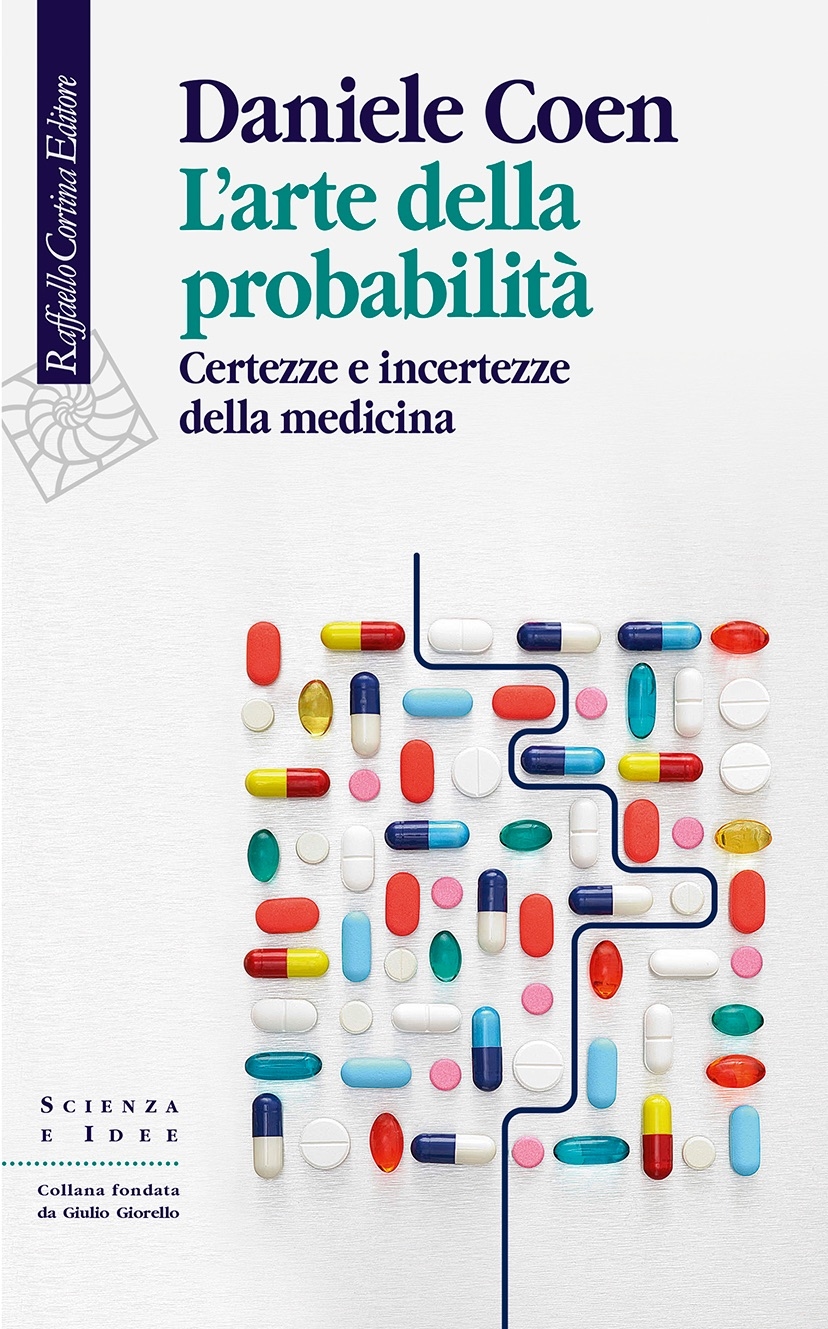 Raffaello Cortina Editore
Daniele Coen
L’arte della
probabilità
Certezze e incertezze
della medicina
SCIENZA
E IDEE
Collana fondata
da Giulio Giorello